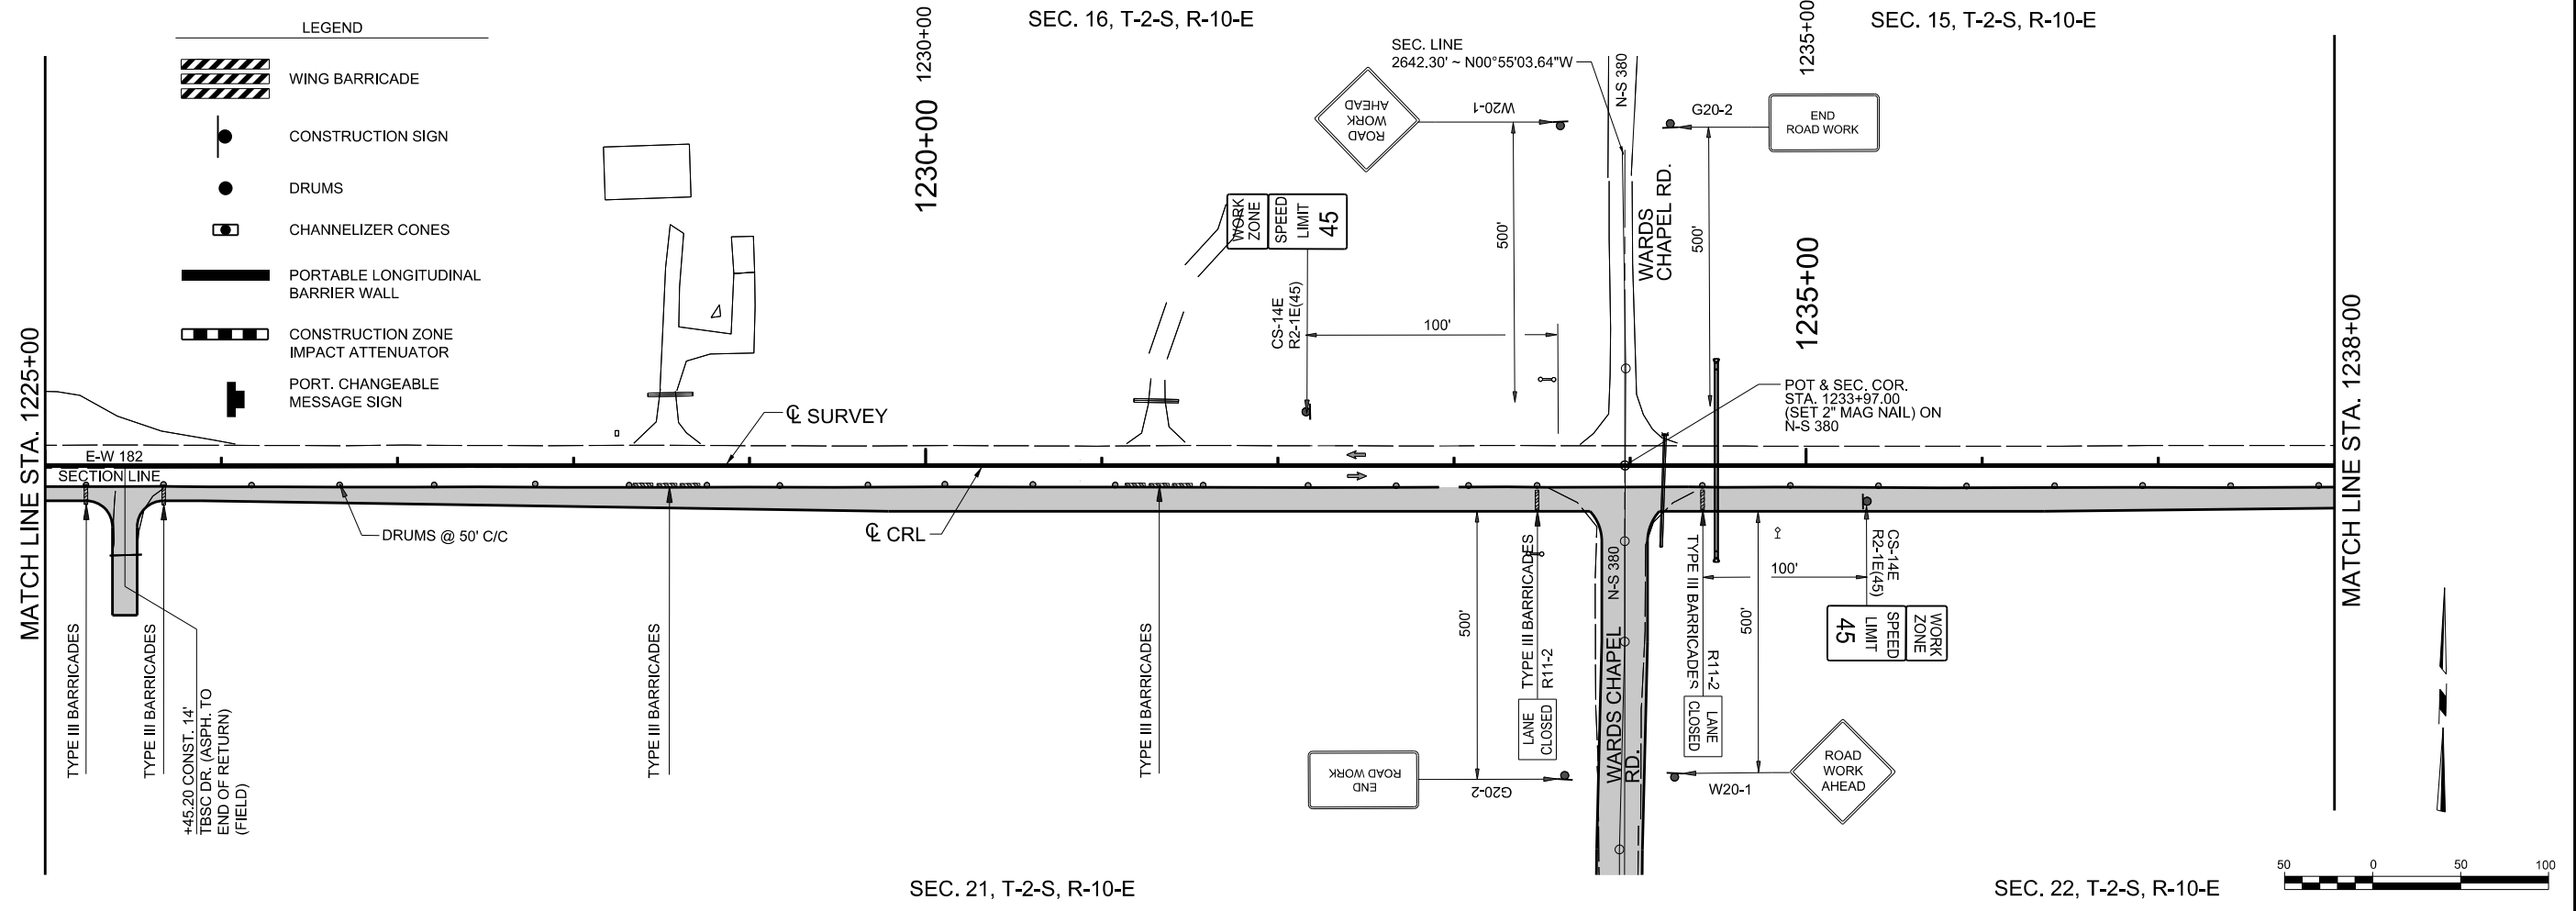 LEGEND
WING BARRICADE
CONSTRUCTION SIGN
DRUMS
CHANNELIZER CONES
PORTABLE LONGITUDINAL
BARRIER WALL
CONSTRUCTION ZONE
IMPACT ATTENUATOR
PORT. CHANGEABLE
MESSAGE SIGN
MATCH LINE STA. 1225+00
1230+00
1230+00
SEC. 16, T-2-S, R-10-E
SEC. LINE
2642.30' ~ N00°55'03.64"W
1235+00
1235+00
SEC. 15, T-2-S, R-10-E
ROAD
WORK
AHEAD
W20-1
N-S 380
G20-2
END
ROAD WORK
WORK
ZONE
SPEED
LIMIT
45
CS-14E
R2-1E(45)
500'
100'
WARDS
CHAPEL RD.
500'
POT & SEC. COR.
STA. 1233+97.00
(SET 2" MAG NAIL) ON
N-S 380
MATCH LINE STA. 1238+00
℄ SURVEY
E-W 182
SECTION LINE
DRUMS @ 50' C/C
℄ CRL
TYPE III BARRICADES
TYPE III BARRICADES
+45.20 CONST. 14'
TBSC DR. (ASPH. TO
END OF RETURN)
(FIELD)
TYPE III BARRICADES
TYPE III BARRICADES
500'
TYPE III BARRICADES
R11-2
LANE
CLOSED
N-S 380
WARDS CHAPEL
RD.
TYPE III BARRICADES
R11-2
LANE
CLOSED
500'
100'
CS-14E
R2-1E(45)
WORK
ZONE
SPEED
LIMIT
45
END
ROAD WORK
G20-2
W20-1
ROAD
WORK
AHEAD
SEC. 21, T-2-S, R-10-E
SEC. 22, T-2-S, R-10-E
50 0 50 100